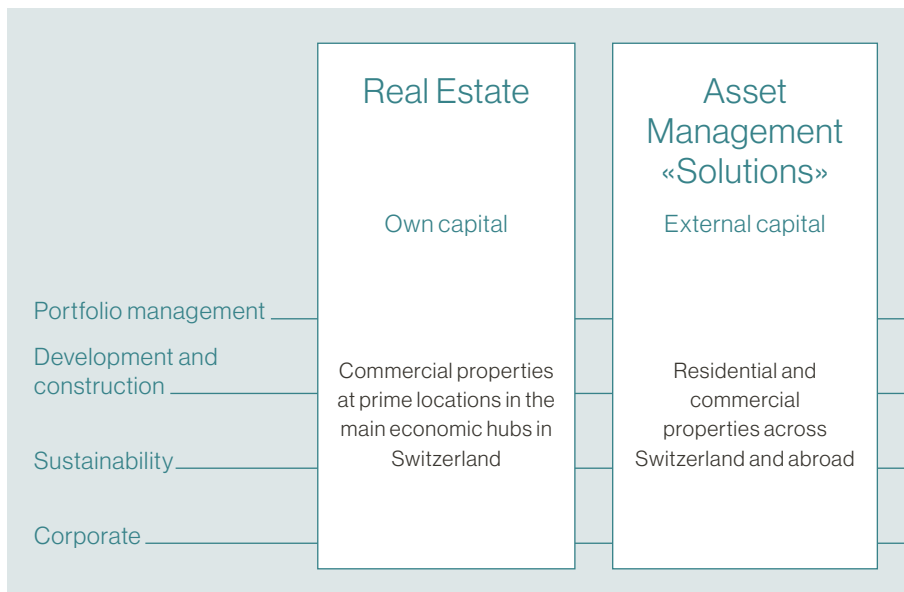 Real Estate
Own capital
Commercial properties
at prime locations in the
main economic hubs in
Switzerland
Asset
Management
«Solutions»
External capital
Residential and
commercial
properties across
Switzerland and abroad
Portfolio management
Development and
construction
Sustainability
Corporate